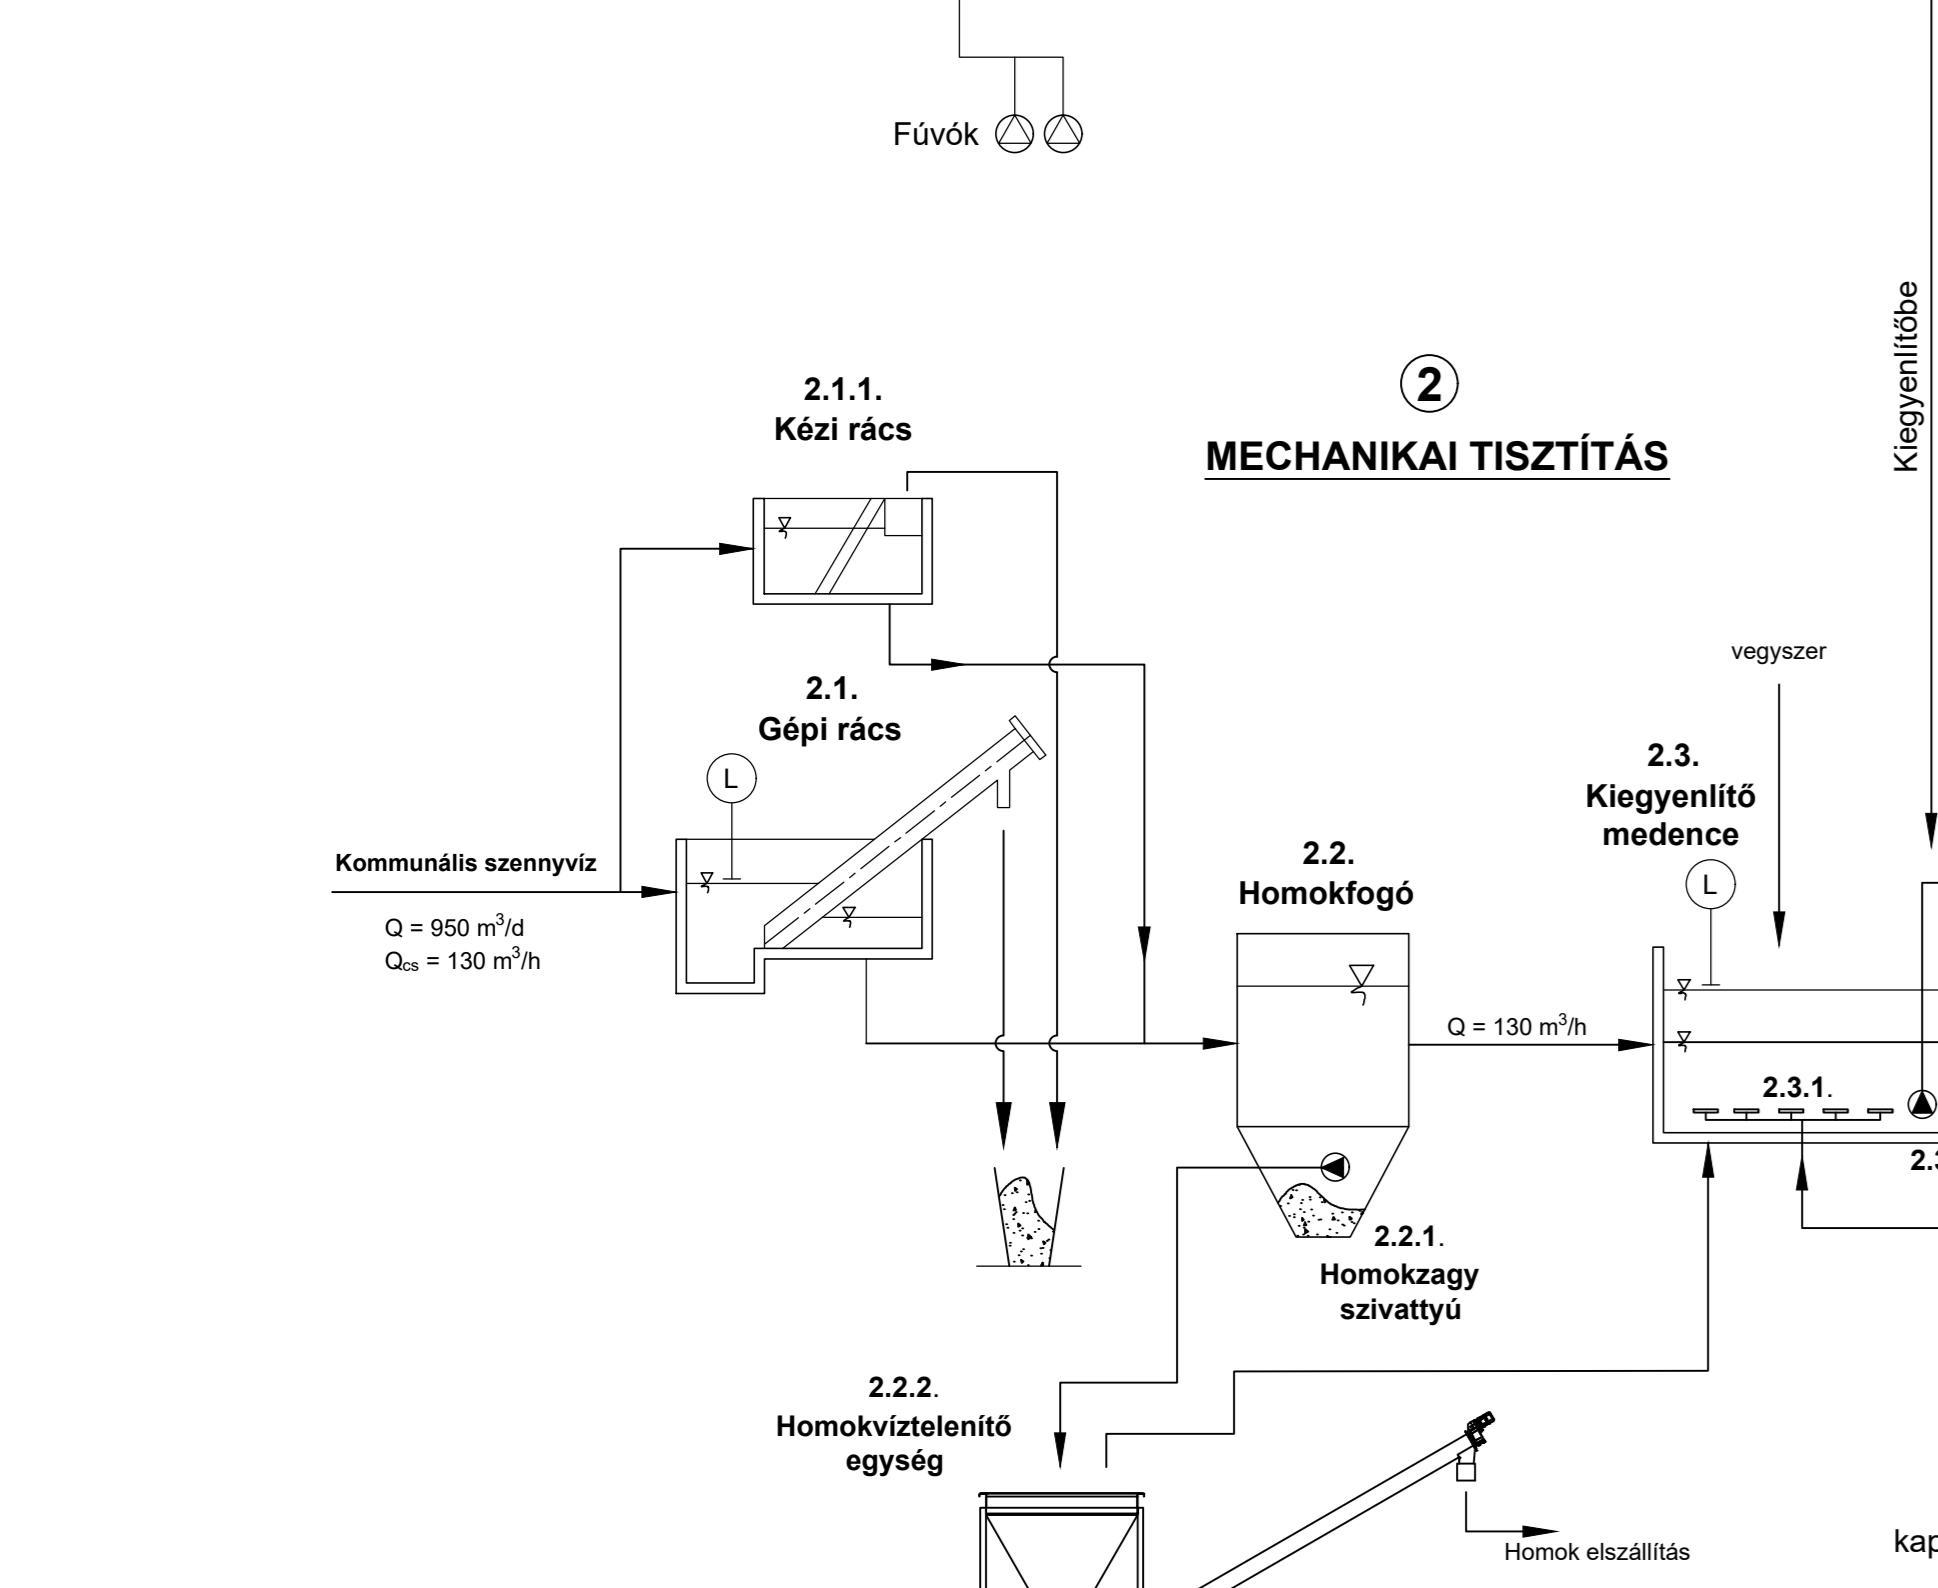 Fúvók
Kiegyenlítőbe
2
MECHANIKAI TISZTÍTÁS
2.1.1.
Kézi rács
vegyszer
2.1.
Gépi rács
L
2.3.
Kiegyenlítő
medence
L
Kommunális szennyvíz
Q = 950 m³/d
Qcs = 130 m³/h
2.2.
Homokfogó
Q = 130 m³/h
2.3.1.
2.2.1.
Homokzagy
szivattyú
2.2.2.
Homokvíztelenítő
egység
Homok elszállítás